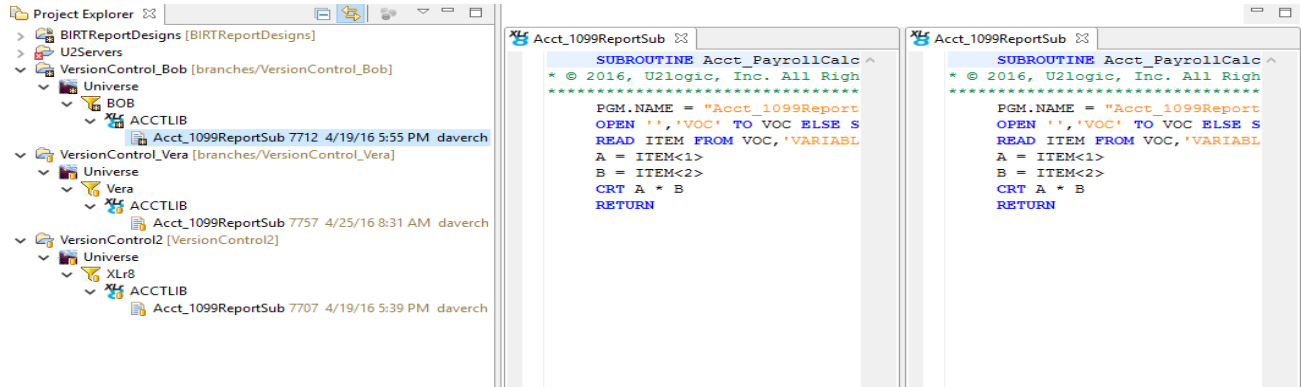 Project Explorer
BIRTReportDesigns [BIRTReportDesigns]
U2Servers
VersionControl_Bob [branches/VersionControl_Bob]
Universe
BOB
ACCTLIB
Acct_1099ReportSub 7712 4/19/16 5:55 PM daverch
VersionControl_Vera [branches/VersionControl_Vera]
Universe
Vera
ACCTLIB
Acct_1099ReportSub 7757 4/25/16 8:31 AM daverch
VersionControl2 [VersionControl2]
Universe
XLr8
ACCTLIB
Acct_1099ReportSub 7707 4/19/16 5:39 PM daverch
Acct_1099ReportSub
SUBROUTINE Acct_PayrollCalc
* © 2016, U2logic, Inc. All Righ
*********************************
PGM.NAME = "Acct_1099Report
OPEN '','VOC' TO VOC ELSE S
READ ITEM FROM VOC,'VARIABL
A = ITEM<1>
B = ITEM<2>
CRT A * B
RETURN
Acct_1099ReportSub
SUBROUTINE Acct_PayrollCalc
* © 2016, U2logic, Inc. All Righ
*********************************
PGM.NAME = "Acct_1099Report
OPEN '','VOC' TO VOC ELSE S
READ ITEM FROM VOC,'VARIABL
A = ITEM<1>
B = ITEM<2>
CRT A * B
RETURN